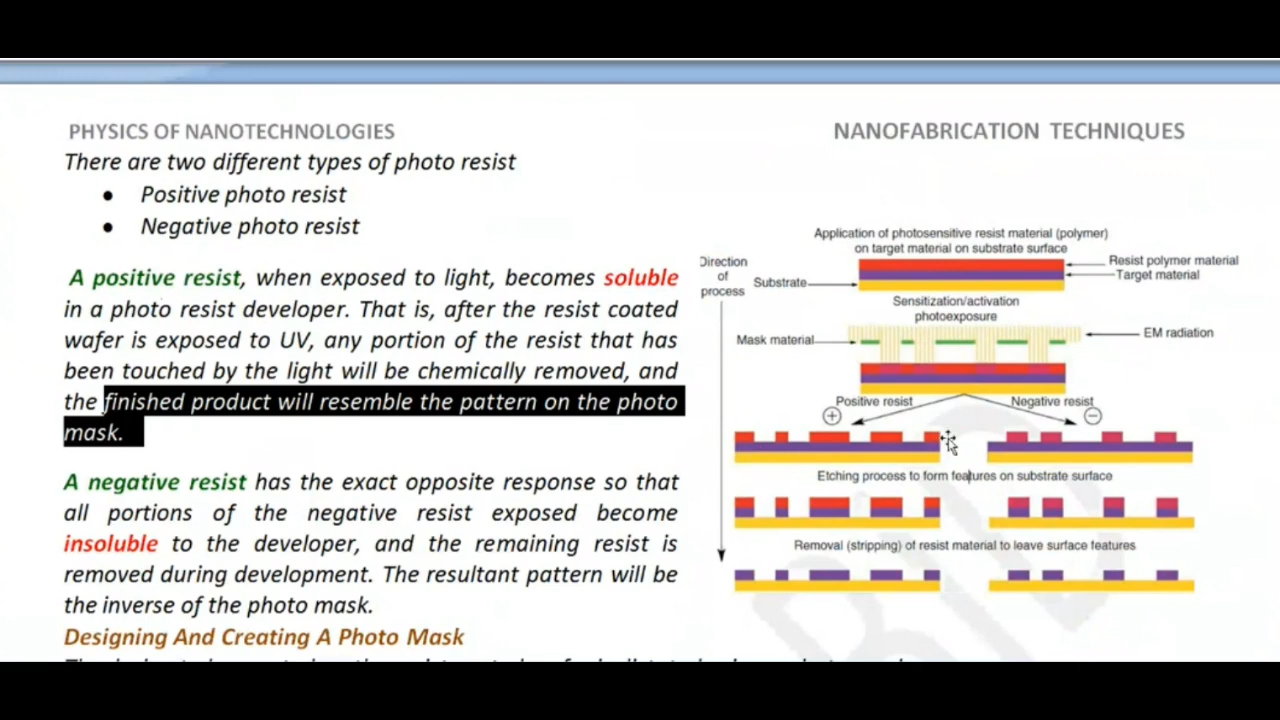 PHYSICS OF NANOTECHNOLOGIES
NANOFABRICATION TECHNIQUES
There are two different types of photo resist
• Positive photo resist
• Negative photo resist
A positive resist, when exposed to light, becomes soluble
in a photo resist developer. That is, after the resist coated
wafer is exposed to UV, any portion of the resist that has
been touched by the light will be chemically removed, and
the finished product will resemble the pattern on the photo
mask.
A negative resist has the exact opposite response so that
all portions of the negative resist exposed become
insoluble to the developer, and the remaining resist is
removed during development. The resultant pattern will be
the inverse of the photo mask.
Designing And Creating A Photo Mask
Application of photosensitive resist material (polymer)
on target material on substrate surface
Direction
of
process
Substrate
Resist polymer material
Target material
Sensitization/activation
photoexposure
Mask material
EM radiation
Positive resist
Negative resist
+
−
Etching process to form features on substrate surface
Removal (stripping) of resist material to leave surface features